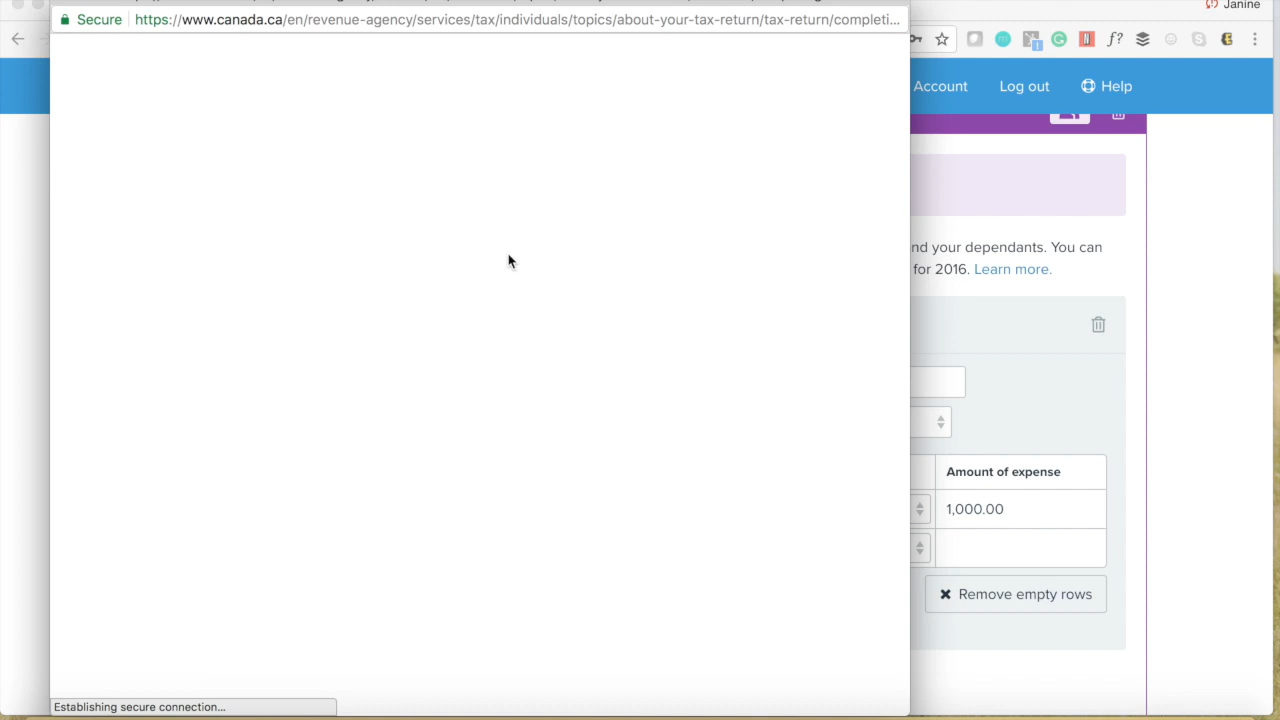 Janine
Secure https://www.canada.ca/en/revenue-agency/services/tax/individuals/topics/about-your-tax-return/tax-return/completi...
f?
Account Log out Help
nd your dependants. You can
for 2016. Learn more.
Amount of expense
1,000.00
✖ Remove empty rows
Establishing secure connection...